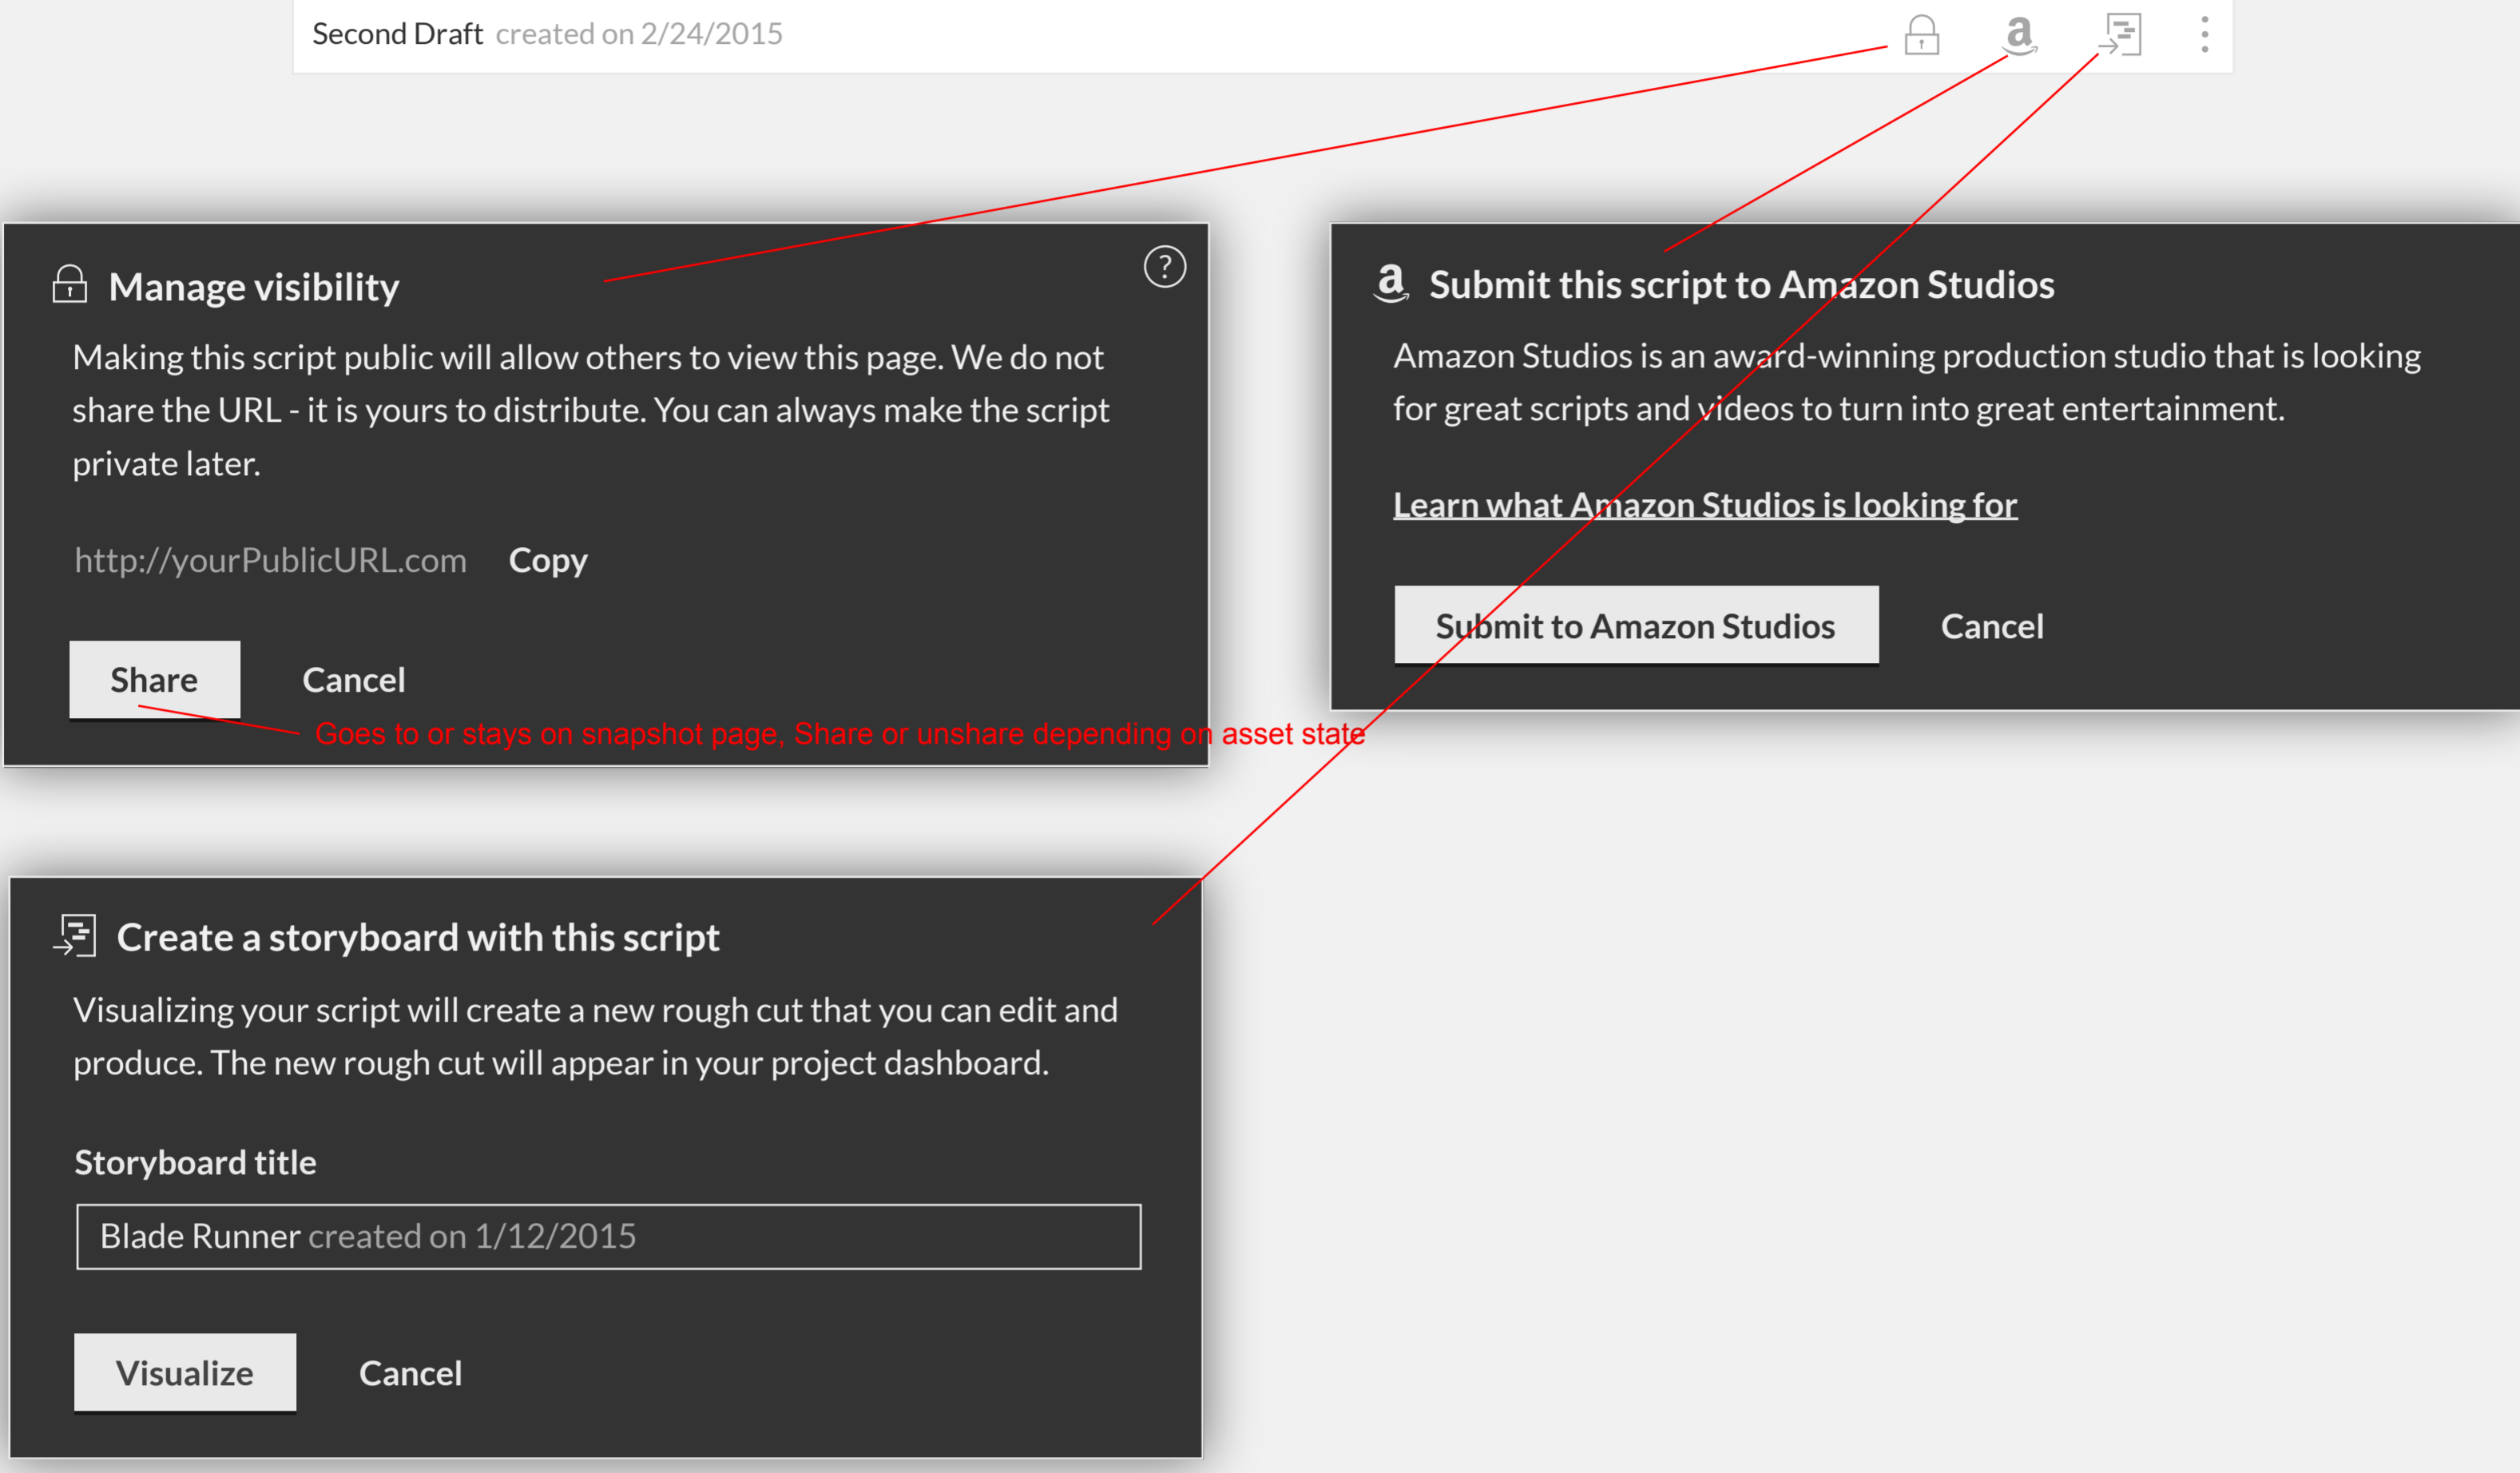 Second Draft created on 2/24/2015
Manage visibility
?
Making this script public will allow others to view this page. We do not
share the URL - it is yours to distribute. You can always make the script
private later.
http://yourPublicURL.com Copy
Share Cancel
Goes to or stays on snapshot page, Share or unshare depending on asset state
a Submit this script to Amazon Studios
Amazon Studios is an award-winning production studio that is looking
for great scripts and videos to turn into great entertainment.
Learn what Amazon Studios is looking for
Submit to Amazon Studios Cancel
Create a storyboard with this script
Visualizing your script will create a new rough cut that you can edit and
produce. The new rough cut will appear in your project dashboard.
Storyboard title
Blade Runner created on 1/12/2015
Visualize Cancel